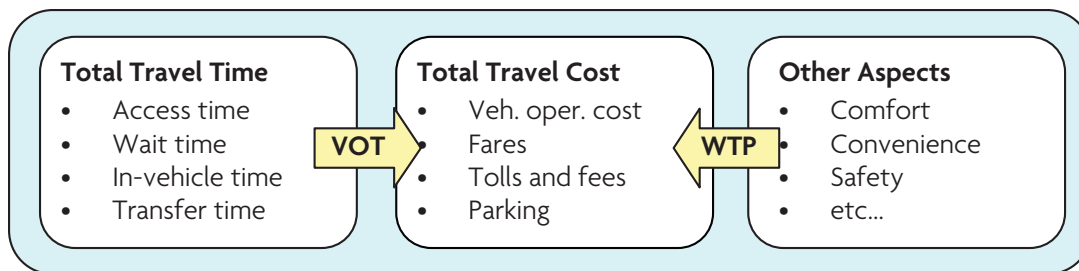 Total Travel Time
• Access time
• Wait time
• In-vehicle time
• Transfer time
VOT
Total Travel Cost
• Veh. oper. cost
• Fares
• Tolls and fees
• Parking
WTP
Other Aspects
• Comfort
• Convenience
• Safety
• etc...